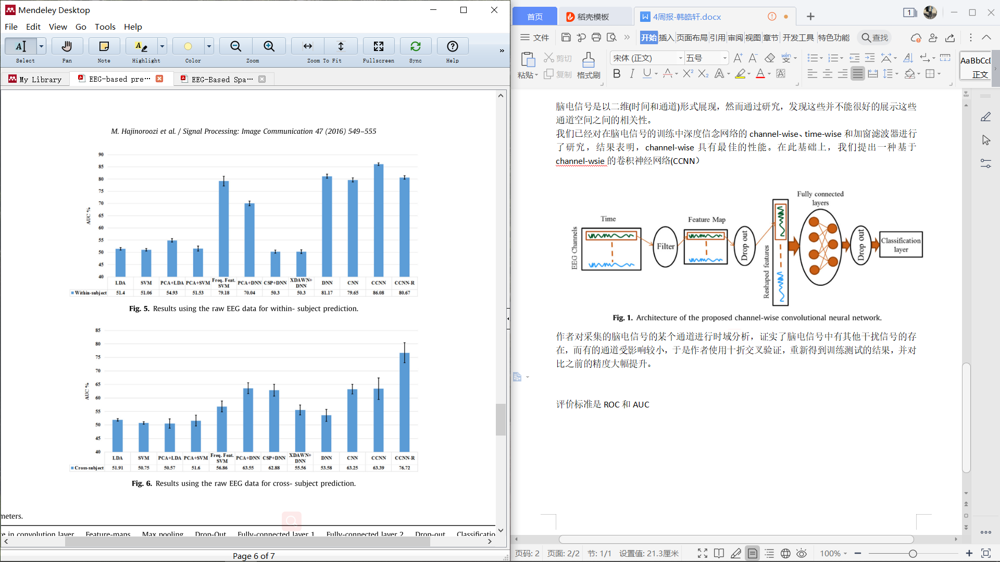 Mendeley Desktop
File Edit View Go Tools Help
Select Pan Note Highlight Color Zoom Zoom To Fit Fullscreen Sync Help
My Library EEG-based pre… EEG-Based Spa…
M. Hajinoroozi et al. / Signal Processing: Image Communication 47 (2016) 549–555
90
85
80
75
70
65
60
55
50
45
40
AUC %
LDA SVM PCA+LDA PCA+SVM Freq. Feat. SVM PCA+DNN CSP+DNN XDAWN+ DNN DNN CNN CCNN CCNN-R
Within-subject 51.4 51.06 54.93 51.53 79.18 70.04 50.3 50.3 81.17 79.65 86.08 80.67
Fig. 5. Results using the raw EEG data for within- subject prediction.
85
80
75
70
65
60
55
50
45
40
AUC %
LDA SVM PCA+LDA PCA+SVM Freq. Feat. SVM PCA+DNN CSP+DNN XDAWN+ DNN DNN CNN CCNN CCNN-R
Cross-subject 51.91 50.75 50.57 51.6 56.86 63.55 62.88 55.56 53.58 63.25 63.39 76.72
Fig. 6. Results using the raw EEG data for cross- subject prediction.
meters.
e in convolution layer Feature-maps Max pooling Drop-Out Fully-connected layer 1 Fully-connected layer 2 Drop-out Classificatio
Page 6 of 7
首页 稻壳模板 4周报-韩皓轩.docx 1
文件 开始 插入 页面布局 引用 审阅 视图 章节 开发工具 特色功能 查找
粘贴 剪切 复制 格式刷 宋体 (正文) 五号 AaBbCcD 正文
脑电信号是以二维(时间和通道)形式展现，然而通过研究，发现这些并不能很好的展示这些
通道空间之间的相关性。
我们已经对在脑电信号的训练中深度信念网络的 channel-wise、time-wise 和加窗滤波器进行
了研究，结果表明，channel-wise 具有最佳的性能。在此基础上，我们提出一种基于
channel-wsie 的卷积神经网络(CCNN）
EEG Channels
Time
Filter
Feature Map
Drop out
Reshaped features
Fully connected
layers
Drop out
Classification
layer
Fig. 1. Architecture of the proposed channel-wise convolutional neural network.
作者对采集的脑电信号的某个通道进行时域分析，证实了脑电信号中有其他干扰信号的存
在，而有的通道受影响较小，于是作者使用十折交叉验证，重新得到训练测试的结果，并对
比之前的精度大幅提升。
评价标准是 ROC 和 AUC
页码: 2 页面: 2/2 节: 1/1 设置值: 21.3厘米 100%